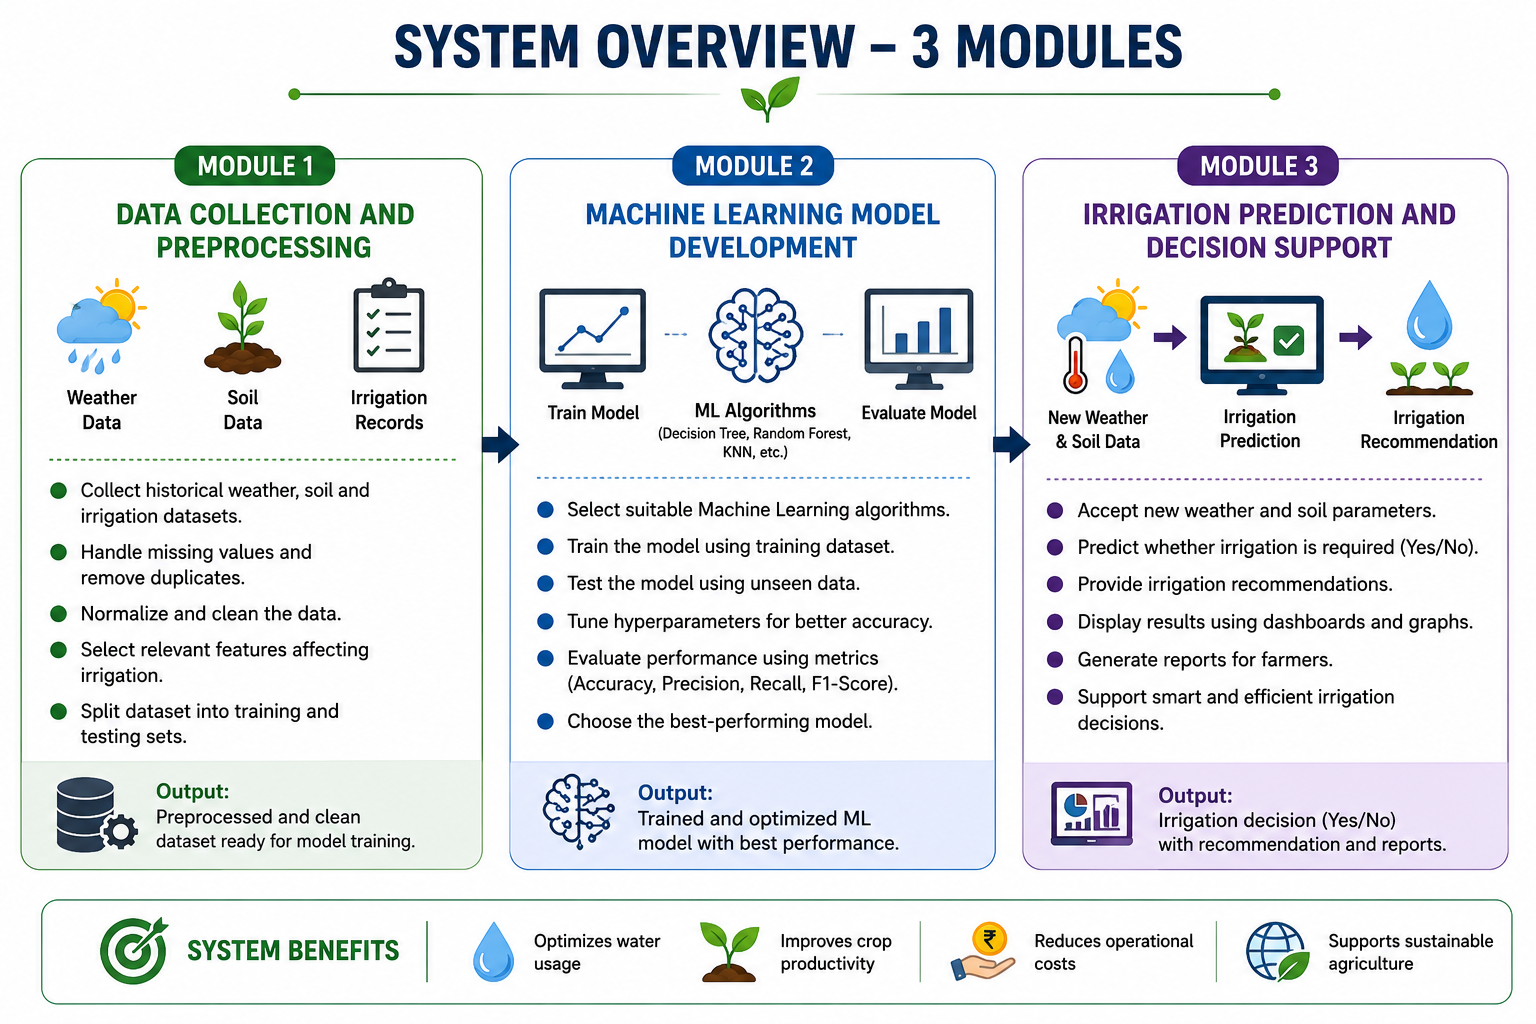 SYSTEM OVERVIEW – 3 MODULES
MODULE 1
DATA COLLECTION AND
PREPROCESSING
Weather
Data
Soil
Data
Irrigation
Records
Collect historical weather, soil and
irrigation datasets.
Handle missing values and
remove duplicates.
Normalize and clean the data.
Select relevant features affecting
irrigation.
Split dataset into training and
testing sets.
Output:
Preprocessed and clean
dataset ready for model training.
MODULE 2
MACHINE LEARNING MODEL
DEVELOPMENT
Train Model
ML Algorithms
(Decision Tree, Random Forest,
KNN, etc.)
Evaluate Model
Select suitable Machine Learning algorithms.
Train the model using training dataset.
Test the model using unseen data.
Tune hyperparameters for better accuracy.
Evaluate performance using metrics
(Accuracy, Precision, Recall, F1-Score).
Choose the best-performing model.
Output:
Trained and optimized ML
model with best performance.
MODULE 3
IRRIGATION PREDICTION AND
DECISION SUPPORT
New Weather
& Soil Data
Irrigation
Prediction
Irrigation
Recommendation
Accept new weather and soil parameters.
Predict whether irrigation is required (Yes/No).
Provide irrigation recommendations.
Display results using dashboards and graphs.
Generate reports for farmers.
Support smart and efficient irrigation
decisions.
Output:
Irrigation decision (Yes/No)
with recommendation and reports.
SYSTEM BENEFITS
Optimizes water
usage
Improves crop
productivity
₹
Reduces operational
costs
Supports sustainable
agriculture